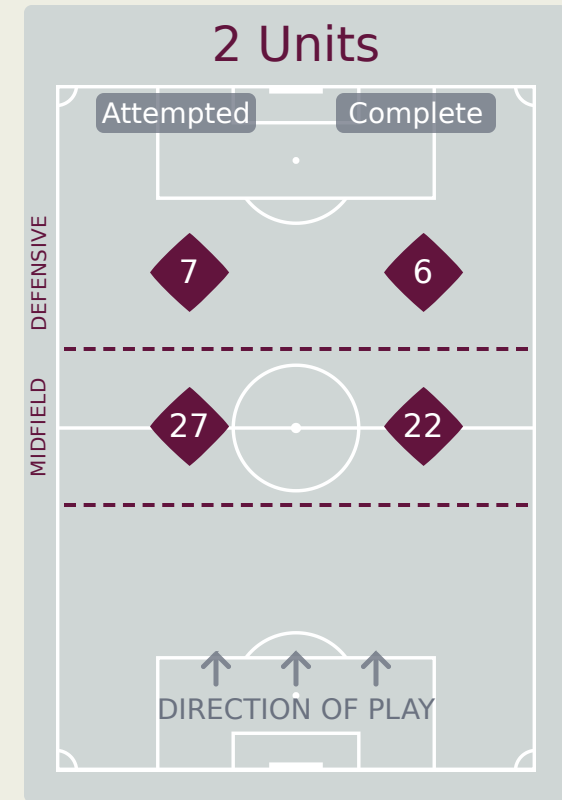 2 Units
Attempted
Complete
DEFENSIVE
7
6
MIDFIELD
27
22
DIRECTION OF PLAY